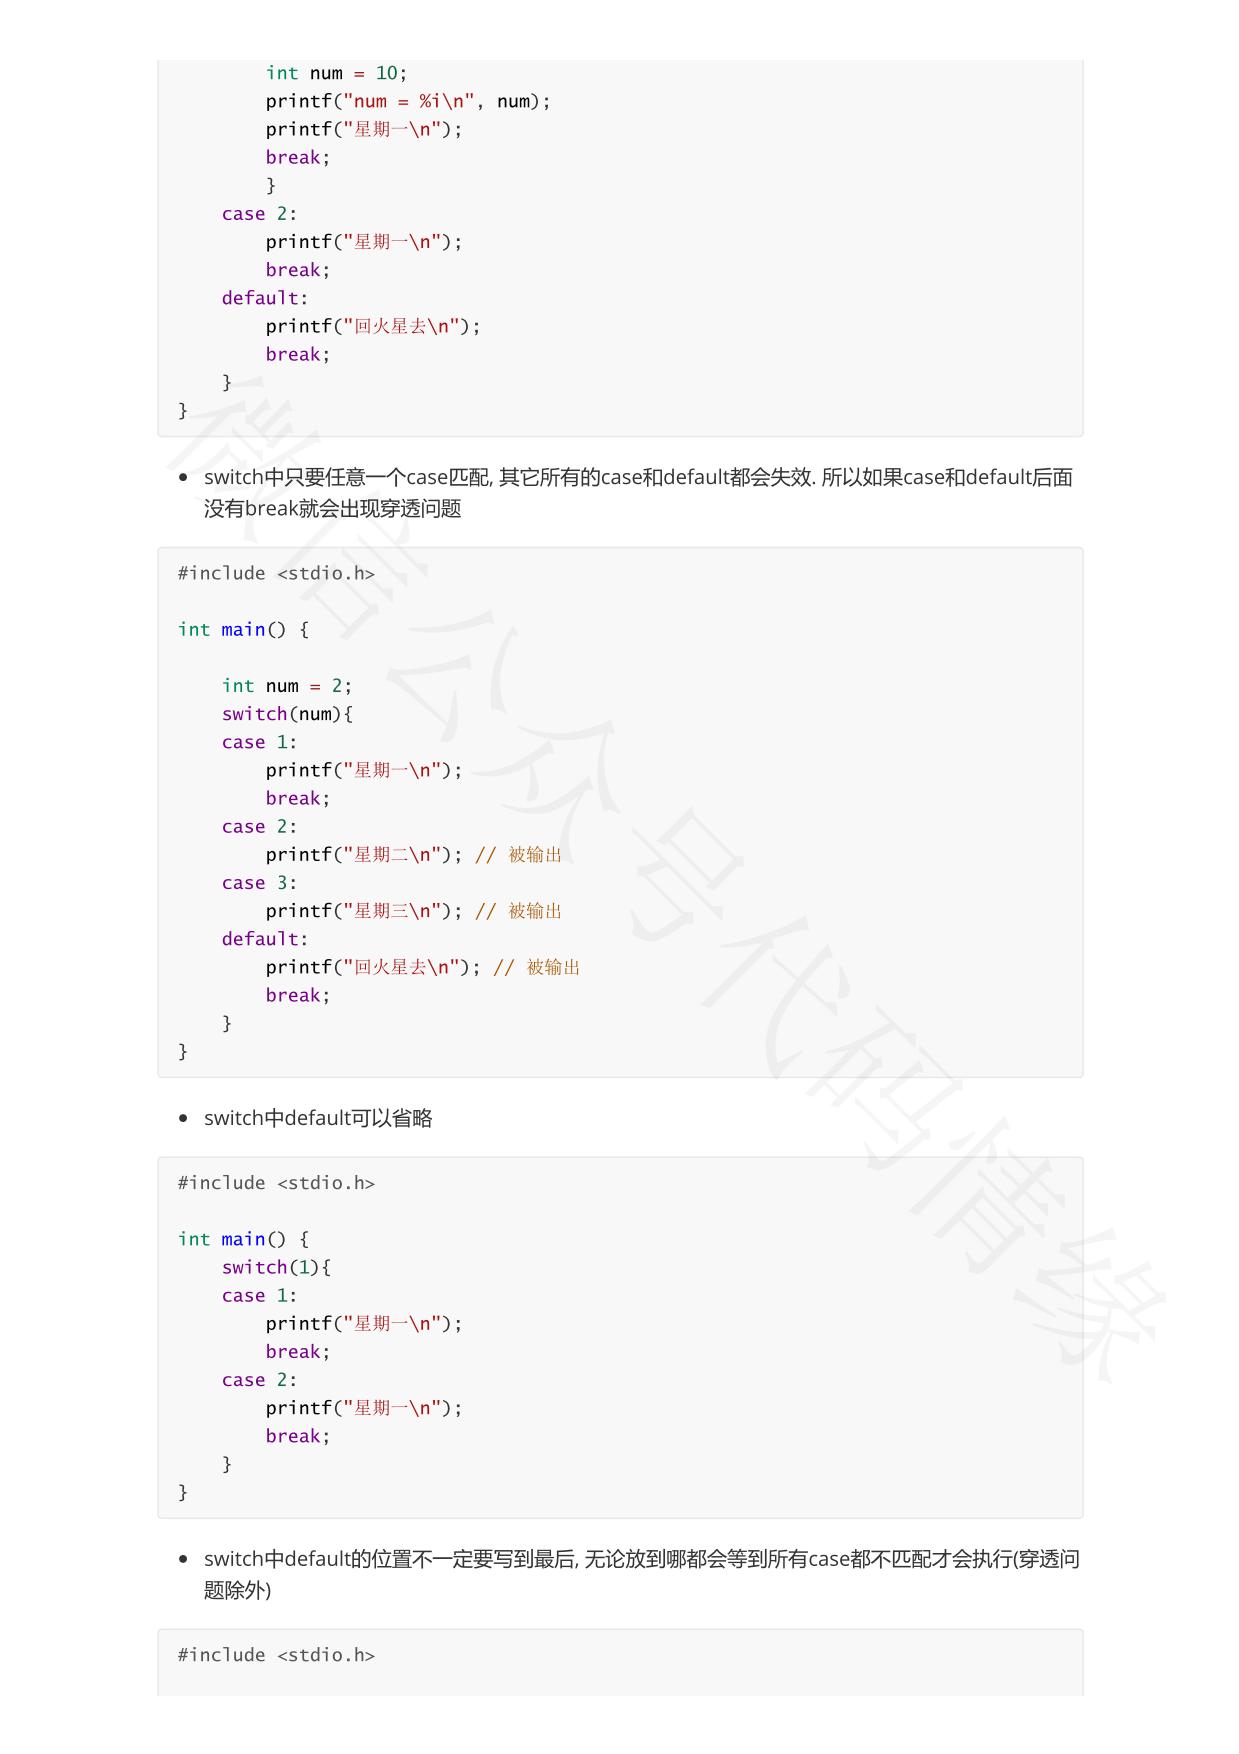 int num = 10;
printf("num = %i\n", num);
printf("星期一\n");
break;
}
case 2:
printf("星期一\n");
break;
default:
printf("回火星去\n");
break;
}
}
switch中只要任意一个case匹配, 其它所有的case和default都会失效. 所以如果case和default后面
没有break就会出现穿透问题
#include <stdio.h>
int main() {
int num = 2;
switch(num){
case 1:
printf("星期一\n");
break;
case 2:
printf("星期二\n"); // 被输出
case 3:
printf("星期三\n"); // 被输出
default:
printf("回火星去\n"); // 被输出
break;
}
}
switch中default可以省略
#include <stdio.h>
int main() {
switch(1){
case 1:
printf("星期一\n");
break;
case 2:
printf("星期一\n");
break;
}
}
switch中default的位置不一定要写到最后, 无论放到哪都会等到所有case都不匹配才会执行(穿透问
题除外)
#include <stdio.h>
微信公众号代码情缘